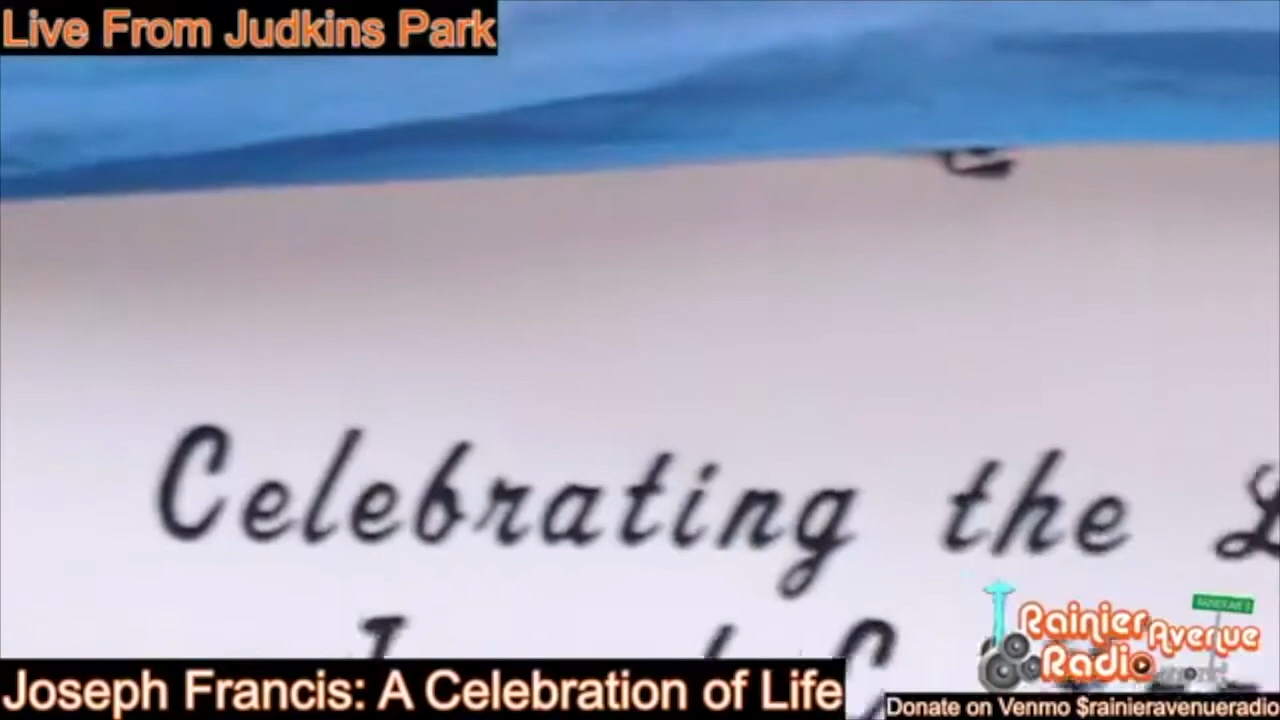 Live From Judkins Park
Celebrating the
Rainier
Avenue
Radio
Joseph Francis: A Celebration of Life
Donate on Venmo $rainieravenueradio